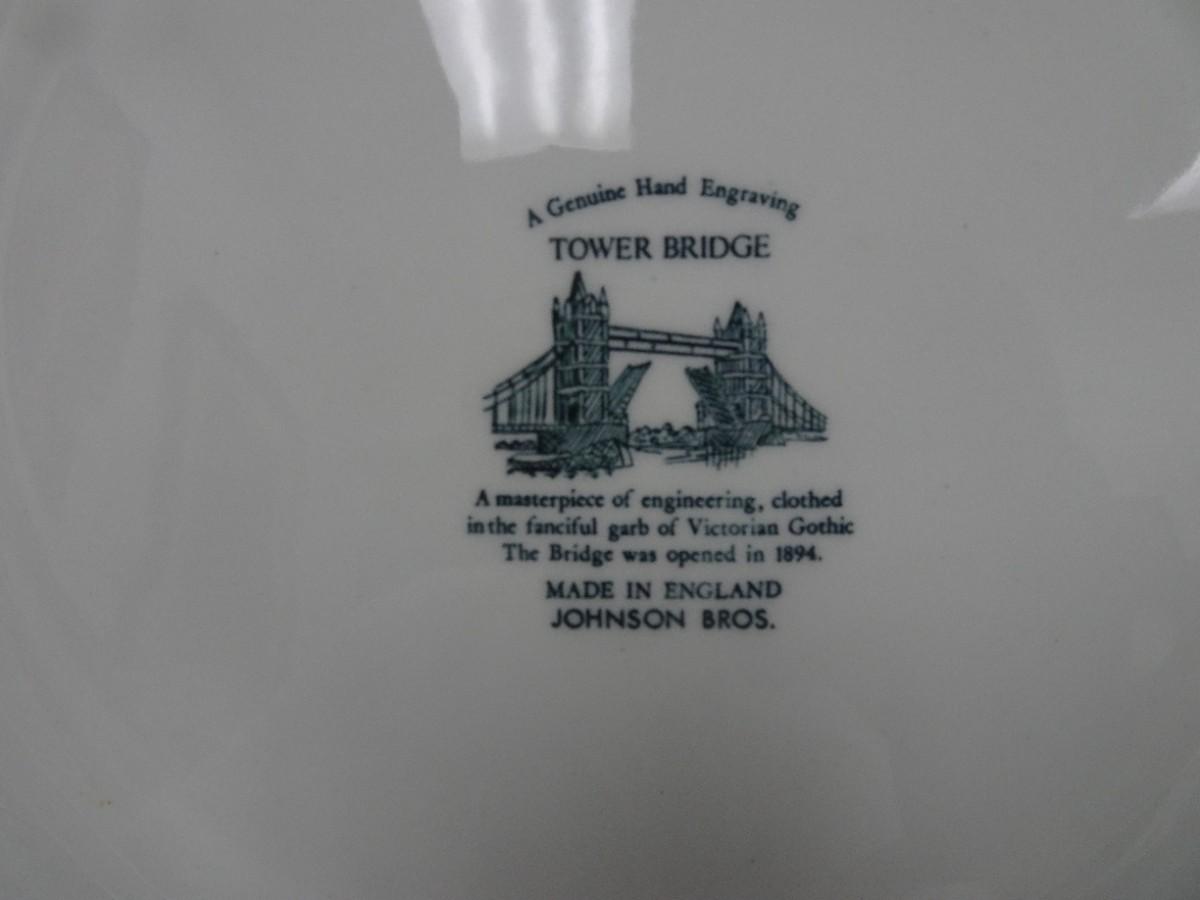 A Genuine Hand Engraving
TOWER BRIDGE
A masterpiece of engineering, clothed
in the fanciful garb of Victorian Gothic
The Bridge was opened in 1894.
MADE IN ENGLAND
JOHNSON BROS.